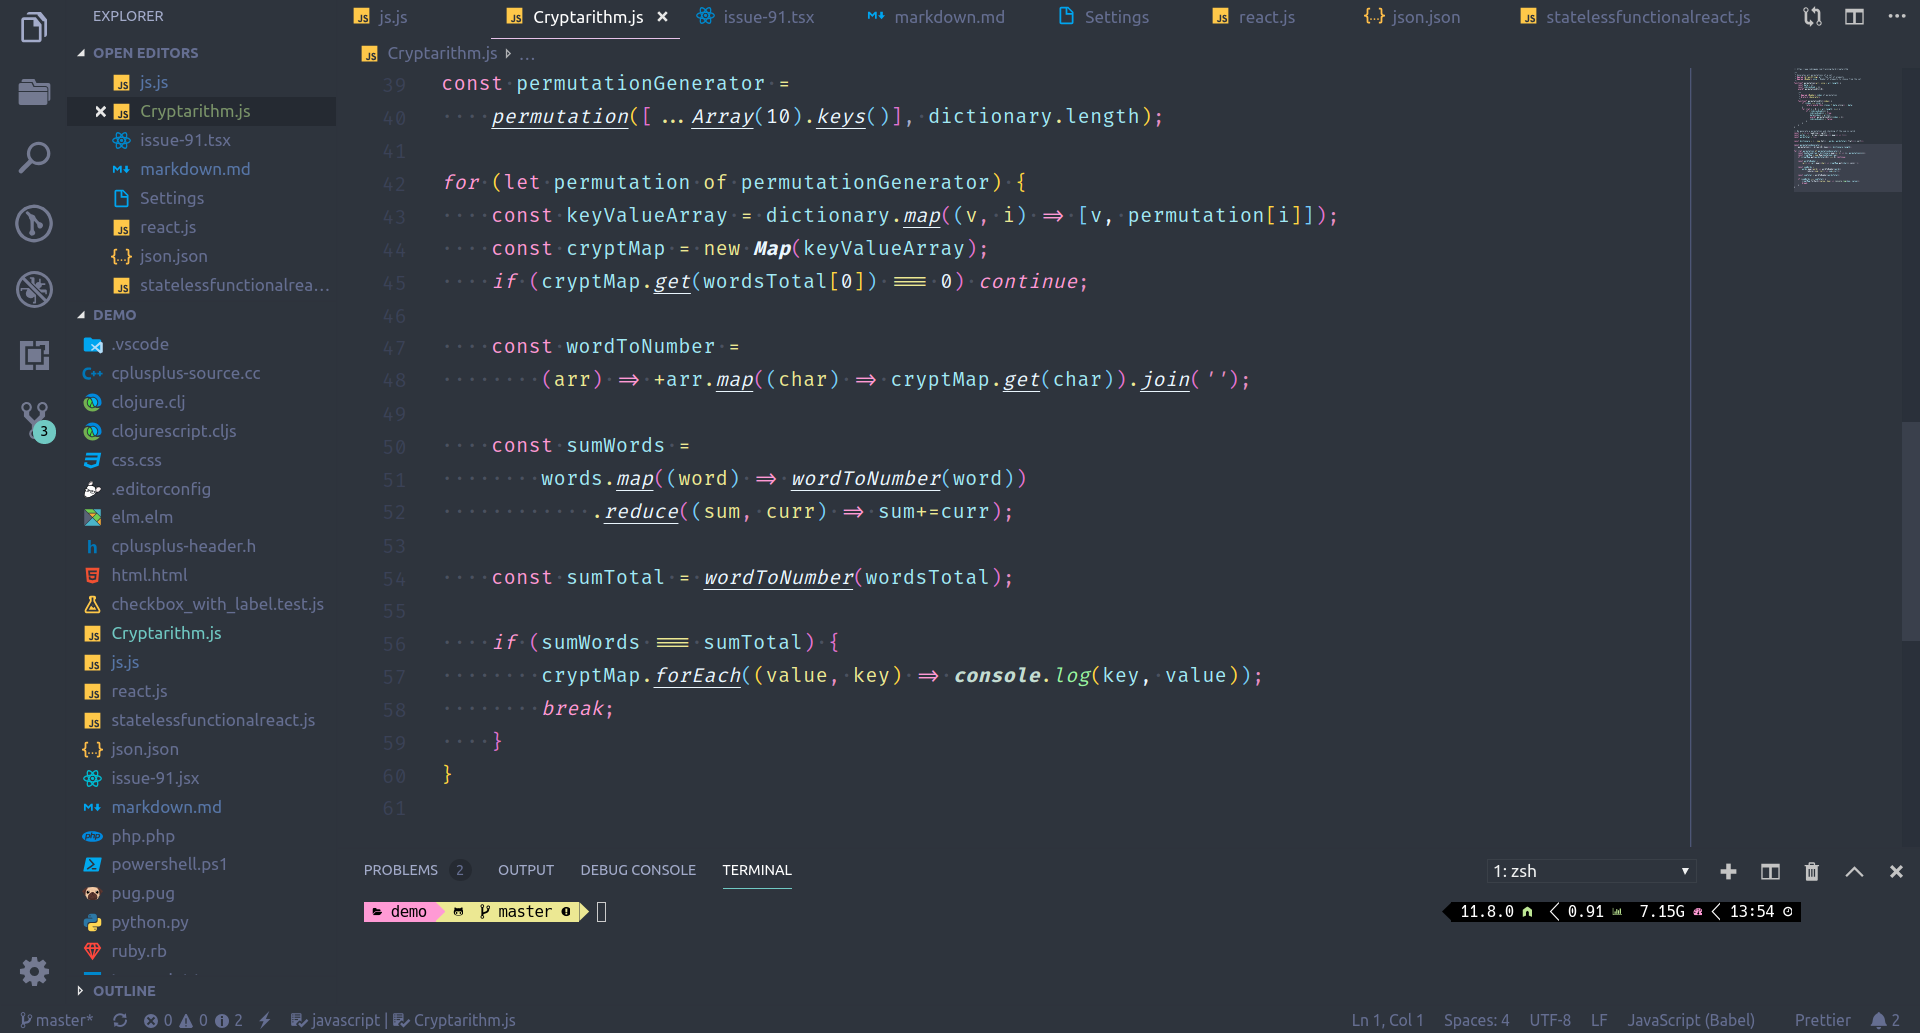 EXPLORER
OPEN EDITORS
js.js
Cryptarithm.js
issue-91.tsx
markdown.md
Settings
react.js
json.json
statelessfunctionalrea…
DEMO
.vscode
cplusplus-source.cc
clojure.clj
clojurescript.cljs
css.css
.editorconfig
elm.elm
cplusplus-header.h
html.html
checkbox_with_label.test.js
Cryptarithm.js
js.js
react.js
statelessfunctionalreact.js
json.json
issue-91.jsx
markdown.md
php.php
powershell.ps1
pug.pug
python.py
ruby.rb
OUTLINE
3
js.js Cryptarithm.js issue-91.tsx markdown.md Settings react.js json.json statelessfunctionalreact.js
Cryptarithm.js …
39 const permutationGenerator =
40 permutation([...Array(10).keys()], dictionary.length);
41
42 for (let permutation of permutationGenerator) {
43 const keyValueArray = dictionary.map((v, i) => [v, permutation[i]]);
44 const cryptMap = new Map(keyValueArray);
45 if (cryptMap.get(wordsTotal[0]) === 0) continue;
46
47 const wordToNumber =
48 (arr) => +arr.map((char) => cryptMap.get(char)).join('');
49
50 const sumWords =
51 words.map((word) => wordToNumber(word))
52 .reduce((sum, curr) => sum+=curr);
53
54 const sumTotal = wordToNumber(wordsTotal);
55
56 if (sumWords === sumTotal) {
57 cryptMap.forEach((value, key) => console.log(key, value));
58 break;
59 }
60 }
61
PROBLEMS 2 OUTPUT DEBUG CONSOLE TERMINAL 1: zsh
demo master 11.8.0 0.91 7.15G 13:54
master* 0 0 2 javascript | Cryptarithm.js Ln 1, Col 1 Spaces: 4 UTF-8 LF JavaScript (Babel) Prettier 2